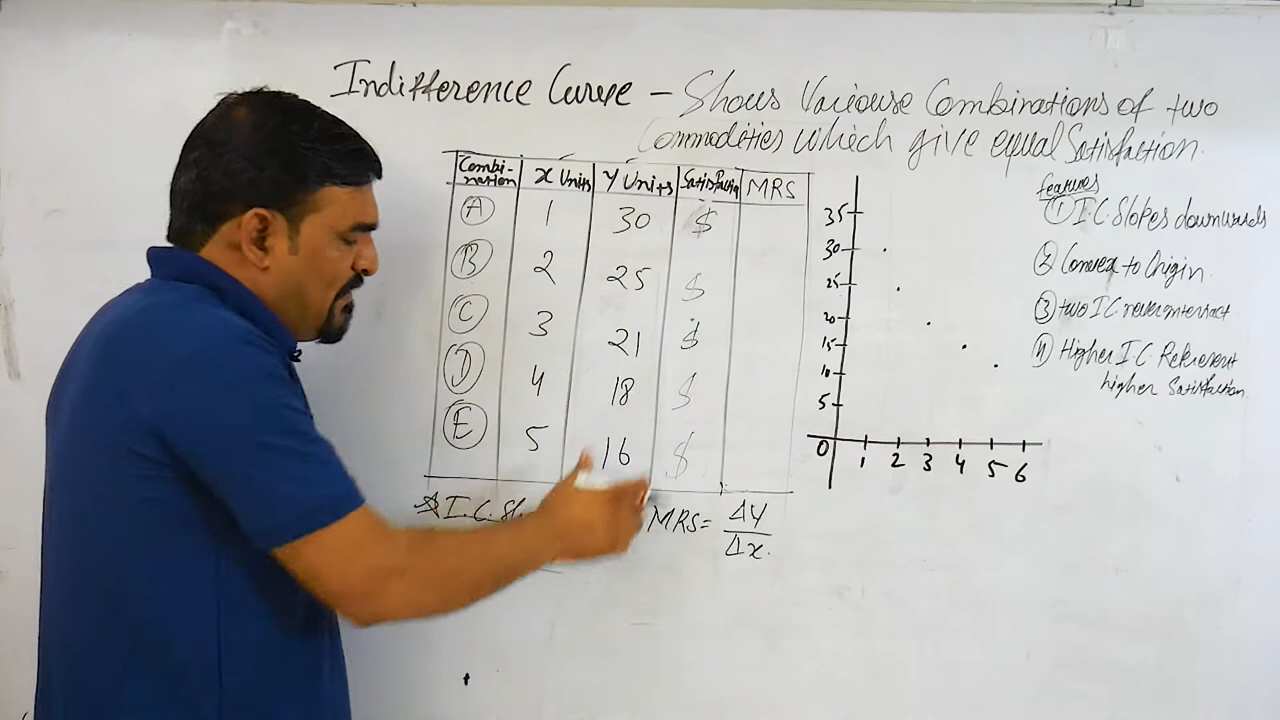 Indifference Curve – Shows Variouse Combinations of two
Commodities which give equal Satisfaction.
Combi-nation X Units Y Units Satisfaction MRS
A 1 30 $
B 2 25 $
C 3 21 $
D 4 18 $
E 5 16 $
I.C. Sh
MRS = ΔY/Δx.
35
30
25
20
15
10
5
0 1 2 3 4 5 6
features
① I.C. Slopes downwards
② Convex to Origin.
③ two I C never intersect
④ Higher I C Represent
higher Satisfaction.